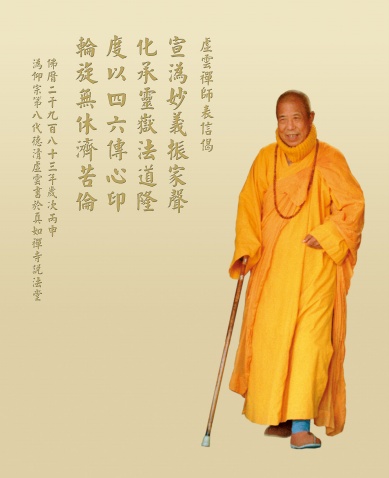 虛雲禪師表信偈
宣溈妙義振家聲
化承靈嶽法道隆
度以四六傳心印
輪旋無休濟苦倫
佛曆二千九百八十三年歲次丙申
溈仰宗第八代德清虛雲書於真如禪寺說法堂